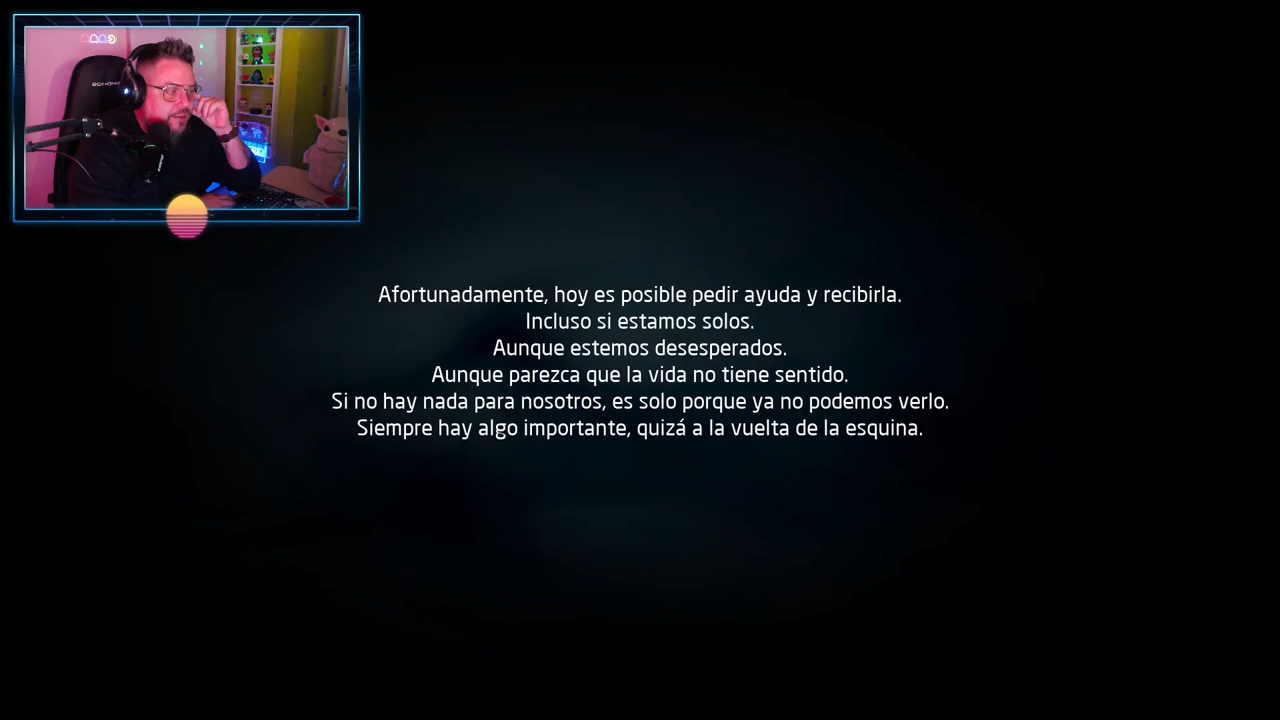 Afortunadamente, hoy es posible pedir ayuda y recibirla.
Incluso si estamos solos.
Aunque estemos desesperados.
Aunque parezca que la vida no tiene sentido.
Si no hay nada para nosotros, es solo porque ya no podemos verlo.
Siempre hay algo importante, quizá a la vuelta de la esquina.